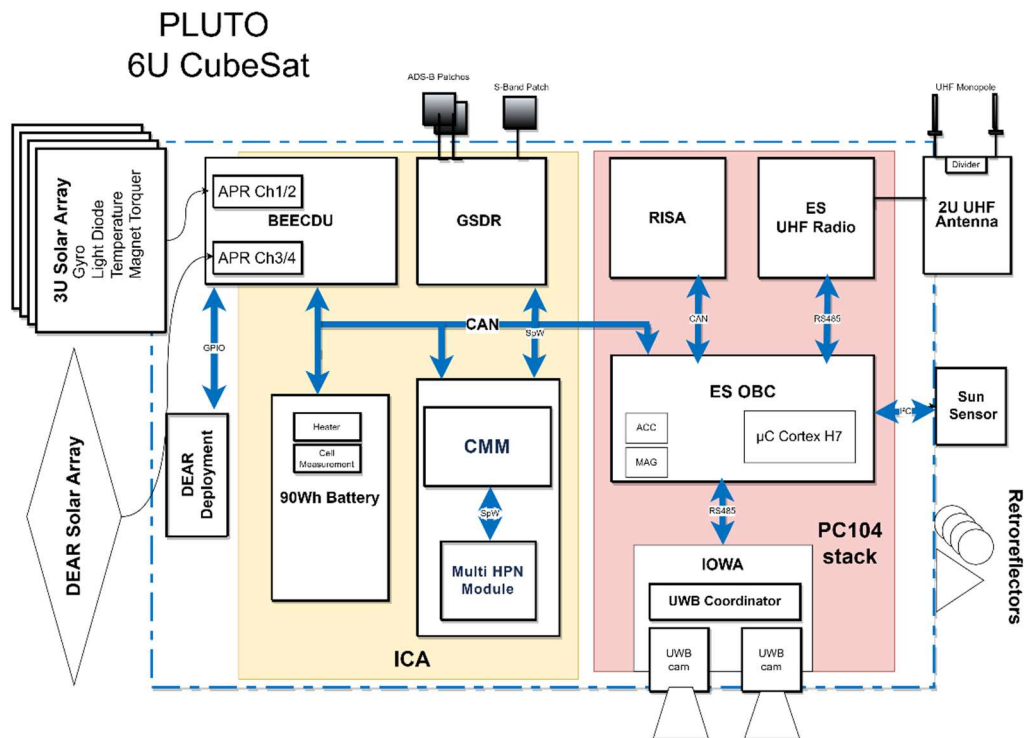 PLUTO
6U CubeSat
ADS-B Patches
S-Band Patch
UHF Monopole
3U Solar Array
Gyro
Light Diode
Temperature
Magnet Torquer
APR Ch1/2
BEECDU
APR Ch3/4
GSDR
RISA
ES
UHF Radio
Divider
2U UHF
Antenna
GPIO
CAN
SpW
CAN
RS485
DEAR Solar Array
DEAR
Deployment
Heater
Cell
Measurement
90Wh Battery
CMM
SpW
Multi HPN
Module
ICA
ES OBC
ACC
MAG
µC Cortex H7
I²C
Sun
Sensor
RS485
PC104
stack
IOWA
UWB Coordinator
UWB
cam
UWB
cam
Retroreflectors